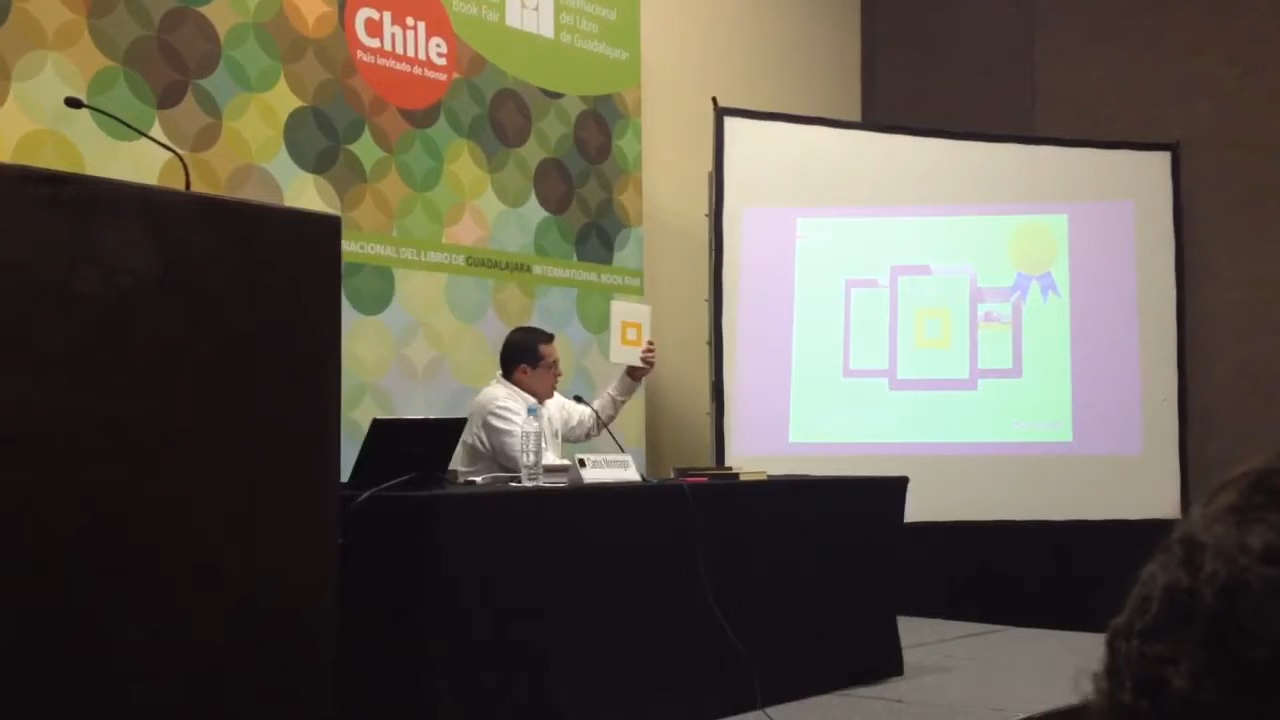 Chile
País invitado de honor
Book Fair
Internacional
del Libro
de Guadalajara
NACIONAL DEL LIBRO DE GUADALAJARA INTERNATIONAL BOOK FAIR
Carlos